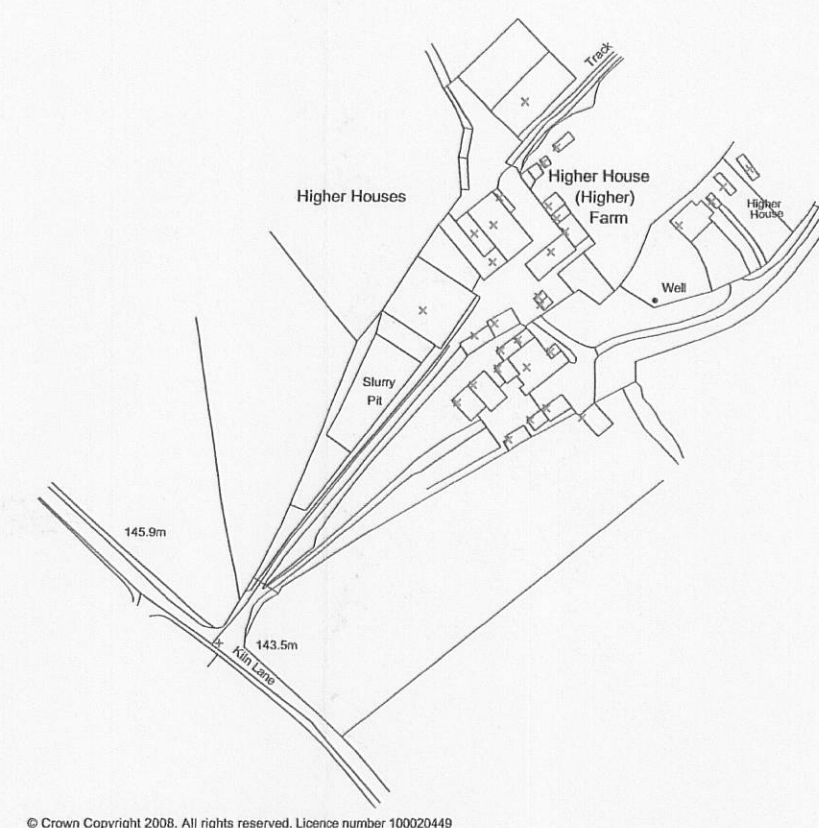 Track
Higher House
(Higher)
Farm
Higher Houses
Higher
House
Well
Slurry
Pit
145.9m
143.5m
Kiln Lane
© Crown Copyright 2008. All rights reserved. Licence number 100020449